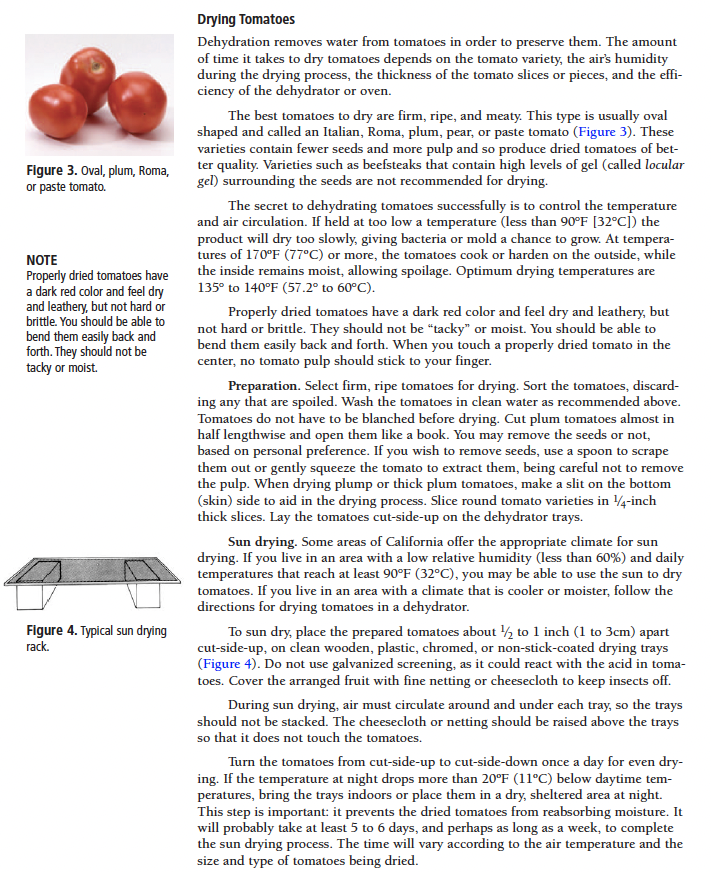 Drying Tomatoes
Dehydration removes water from tomatoes in order to preserve them. The amount
of time it takes to dry tomatoes depends on the tomato variety, the air's humidity
during the drying process, the thickness of the tomato slices or pieces, and the effi-
ciency of the dehydrator or oven.
The best tomatoes to dry are firm, ripe, and meaty. This type is usually oval
shaped and called an Italian, Roma, plum, pear, or paste tomato (Figure 3). These
varieties contain fewer seeds and more pulp and so produce dried tomatoes of bet-
ter quality. Varieties such as beefsteaks that contain high levels of gel (called locular
gel) surrounding the seeds are not recommended for drying.
Figure 3. Oval, plum, Roma,
or paste tomato.
The secret to dehydrating tomatoes successfully is to control the temperature
and air circulation. If held at too low a temperature (less than 90°F [32°C]) the
product will dry too slowly, giving bacteria or mold a chance to grow. At tempera-
tures of 170°F (77°C) or more, the tomatoes cook or harden on the outside, while
the inside remains moist, allowing spoilage. Optimum drying temperatures are
135° to 140°F (57.2° to 60°C).
NOTE
Properly dried tomatoes have
a dark red color and feel dry
and leathery, but not hard or
brittle. You should be able to
bend them easily back and
forth. They should not be
tacky or moist.
Properly dried tomatoes have a dark red color and feel dry and leathery, but
not hard or brittle. They should not be “tacky” or moist. You should be able to
bend them easily back and forth. When you touch a properly dried tomato in the
center, no tomato pulp should stick to your finger.
Preparation. Select firm, ripe tomatoes for drying. Sort the tomatoes, discard-
ing any that are spoiled. Wash the tomatoes in clean water as recommended above.
Tomatoes do not have to be blanched before drying. Cut plum tomatoes almost in
half lengthwise and open them like a book. You may remove the seeds or not,
based on personal preference. If you wish to remove seeds, use a spoon to scrape
them out or gently squeeze the tomato to extract them, being careful not to remove
the pulp. When drying plump or thick plum tomatoes, make a slit on the bottom
(skin) side to aid in the drying process. Slice round tomato varieties in 1/4-inch
thick slices. Lay the tomatoes cut-side-up on the dehydrator trays.
Sun drying. Some areas of California offer the appropriate climate for sun
drying. If you live in an area with a low relative humidity (less than 60%) and daily
temperatures that reach at least 90°F (32°C), you may be able to use the sun to dry
tomatoes. If you live in an area with a climate that is cooler or moister, follow the
directions for drying tomatoes in a dehydrator.
Figure 4. Typical sun drying
rack.
To sun dry, place the prepared tomatoes about 1/2 to 1 inch (1 to 3cm) apart
cut-side-up, on clean wooden, plastic, chromed, or non-stick-coated drying trays
(Figure 4). Do not use galvanized screening, as it could react with the acid in toma-
toes. Cover the arranged fruit with fine netting or cheesecloth to keep insects off.
During sun drying, air must circulate around and under each tray, so the trays
should not be stacked. The cheesecloth or netting should be raised above the trays
so that it does not touch the tomatoes.
Turn the tomatoes from cut-side-up to cut-side-down once a day for even dry-
ing. If the temperature at night drops more than 20°F (11°C) below daytime tem-
peratures, bring the trays indoors or place them in a dry, sheltered area at night.
This step is important: it prevents the dried tomatoes from reabsorbing moisture. It
will probably take at least 5 to 6 days, and perhaps as long as a week, to complete
the sun drying process. The time will vary according to the air temperature and the
size and type of tomatoes being dried.